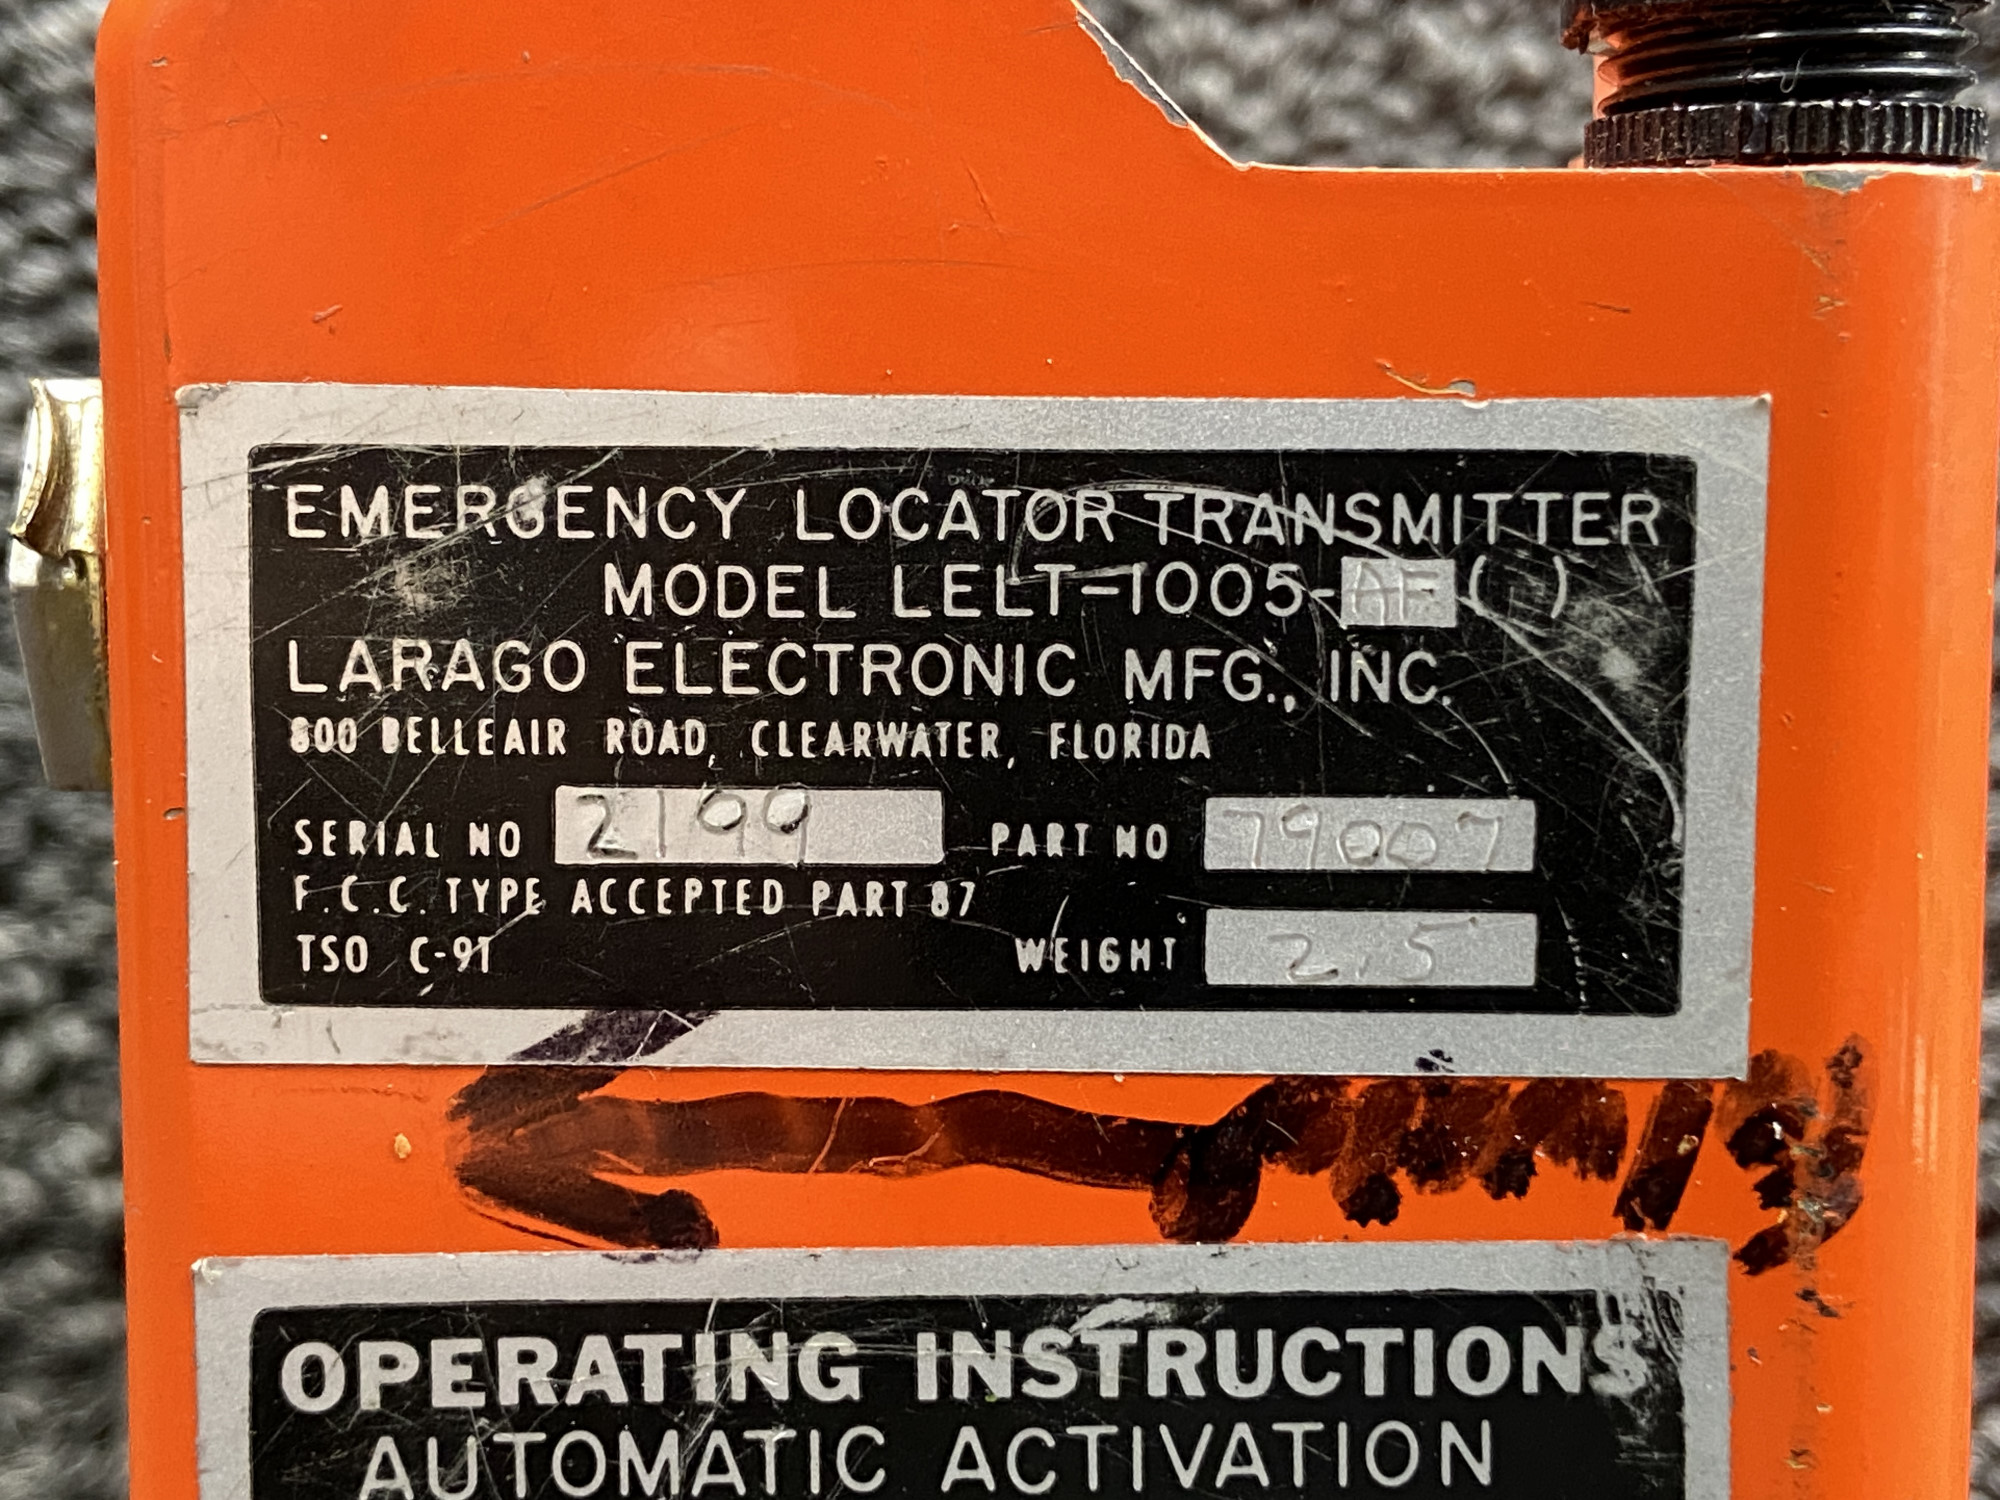 EMERGENCY LOCATOR TRANSMITTER
MODEL LELT-1005-AF ( )
LARAGO ELECTRONIC MFG., INC.
800 BELLEAIR ROAD, CLEARWATER, FLORIDA
SERIAL NO 2199 PART NO 79007
F.C.C. TYPE ACCEPTED PART 87
TSO C-91 WEIGHT 2.5
OPERATING INSTRUCTIONS
AUTOMATIC ACTIVATION